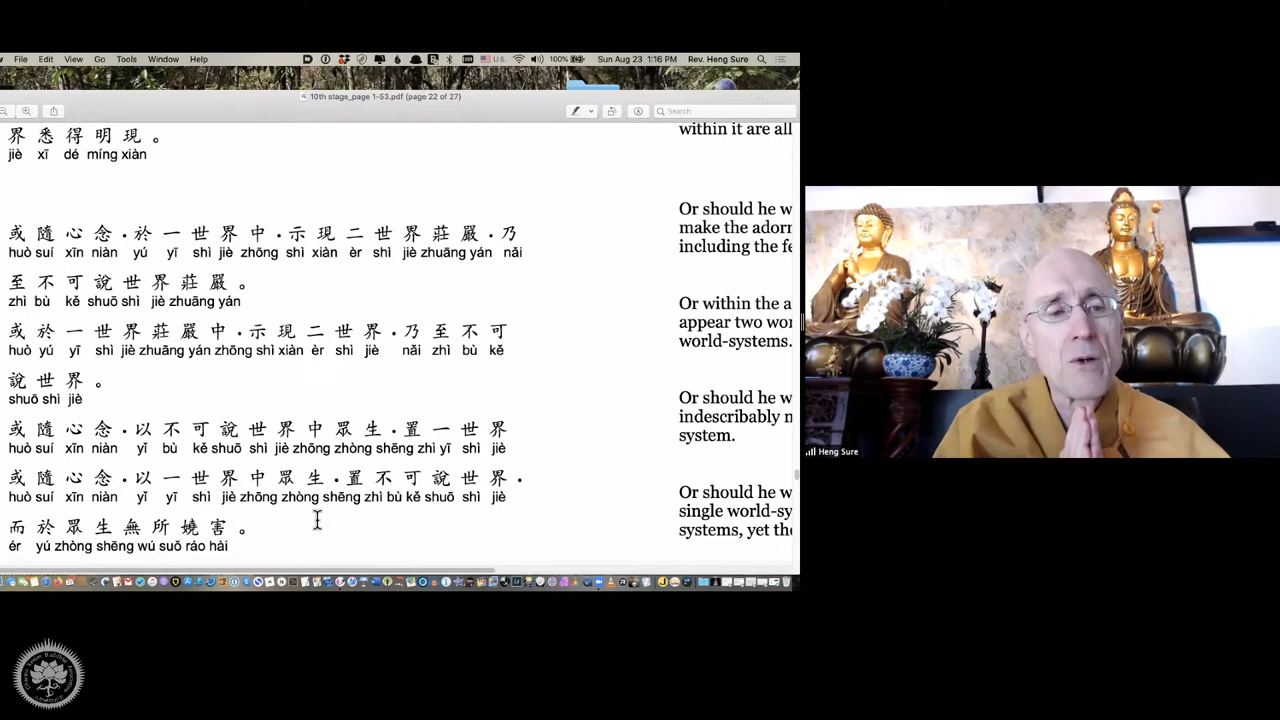 File Edit View Go Tools Window Help
U.S.
100%
Sun Aug 23 1:16 PM Rev. Heng Sure
10th stage_page 1-53.pdf (page 22 of 27)
Search
界悉得明現。
jiè xī dé míng xiàn
或隨心念．於一世界中．示現二世界莊嚴．乃
huò suí xīn niàn yú yī shì jiè zhōng shì xiàn èr shì jiè zhuāng yán nǎi
至不可說世界莊嚴。
zhì bù kě shuō shì jiè zhuāng yán
或於一世界莊嚴中．示現二世界．乃至不可
huò yú yī shì jiè zhuāng yán zhōng shì xiàn èr shì jiè nǎi zhì bù kě
說世界。
shuō shì jiè
或隨心念．以不可說世界中眾生．置一世界
huò suí xīn niàn yǐ bù kě shuō shì jiè zhōng zhòng shēng zhì yī shì jiè
或隨心念．以一世界中眾生．置不可說世界．
huò suí xīn niàn yǐ yī shì jiè zhōng zhòng shēng zhì bù kě shuō shì jiè
而於眾生無所嬈害。
ér yú zhòng shēng wú suǒ ráo hài
within it are all
Or should he w
make the adorn
including the fe
Or within the a
appear two wor
world-systems.
Or should he w
indescribably n
system.
Or should he w
single world-sy
systems, yet the
Heng Sure